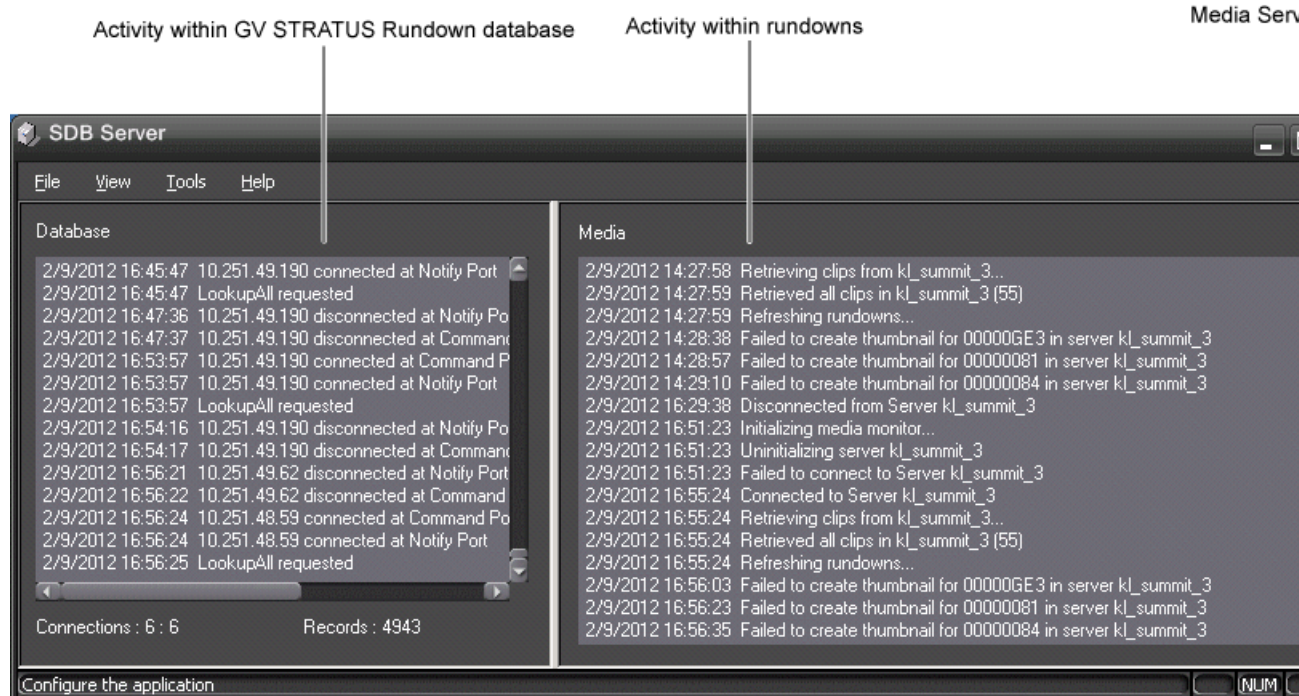 Activity within GV STRATUS Rundown database
Activity within rundowns
Media Serv
SDB Server
File View Tools Help
Database
2/9/2012 16:45:47 10.251.49.190 connected at Notify Port
2/9/2012 16:45:47 LookupAll requested
2/9/2012 16:47:36 10.251.49.190 disconnected at Notify Po
2/9/2012 16:47:37 10.251.49.190 disconnected at Command
2/9/2012 16:53:57 10.251.49.190 connected at Command P
2/9/2012 16:53:57 10.251.49.190 connected at Notify Port
2/9/2012 16:53:57 LookupAll requested
2/9/2012 16:54:16 10.251.49.190 disconnected at Notify Po
2/9/2012 16:54:17 10.251.49.190 disconnected at Command
2/9/2012 16:56:21 10.251.49.62 disconnected at Notify Port
2/9/2012 16:56:22 10.251.49.62 disconnected at Command
2/9/2012 16:56:24 10.251.48.59 connected at Command Po
2/9/2012 16:56:24 10.251.48.59 connected at Notify Port
2/9/2012 16:56:25 LookupAll requested
Connections : 6 : 6 Records : 4943
Media
2/9/2012 14:27:58 Retrieving clips from kl_summit_3...
2/9/2012 14:27:59 Retrieved all clips in kl_summit_3 (55)
2/9/2012 14:27:59 Refreshing rundowns...
2/9/2012 14:28:38 Failed to create thumbnail for 00000GE3 in server kl_summit_3
2/9/2012 14:28:57 Failed to create thumbnail for 00000081 in server kl_summit_3
2/9/2012 14:29:10 Failed to create thumbnail for 00000084 in server kl_summit_3
2/9/2012 16:29:38 Disconnected from Server kl_summit_3
2/9/2012 16:51:23 Initializing media monitor...
2/9/2012 16:51:23 Uninitializing server kl_summit_3
2/9/2012 16:51:23 Failed to connect to Server kl_summit_3
2/9/2012 16:55:24 Connected to Server kl_summit_3
2/9/2012 16:55:24 Retrieving clips from kl_summit_3...
2/9/2012 16:55:24 Retrieved all clips in kl_summit_3 (55)
2/9/2012 16:55:24 Refreshing rundowns...
2/9/2012 16:56:03 Failed to create thumbnail for 00000GE3 in server kl_summit_3
2/9/2012 16:56:23 Failed to create thumbnail for 00000081 in server kl_summit_3
2/9/2012 16:56:35 Failed to create thumbnail for 00000084 in server kl_summit_3
Configure the application
NUM